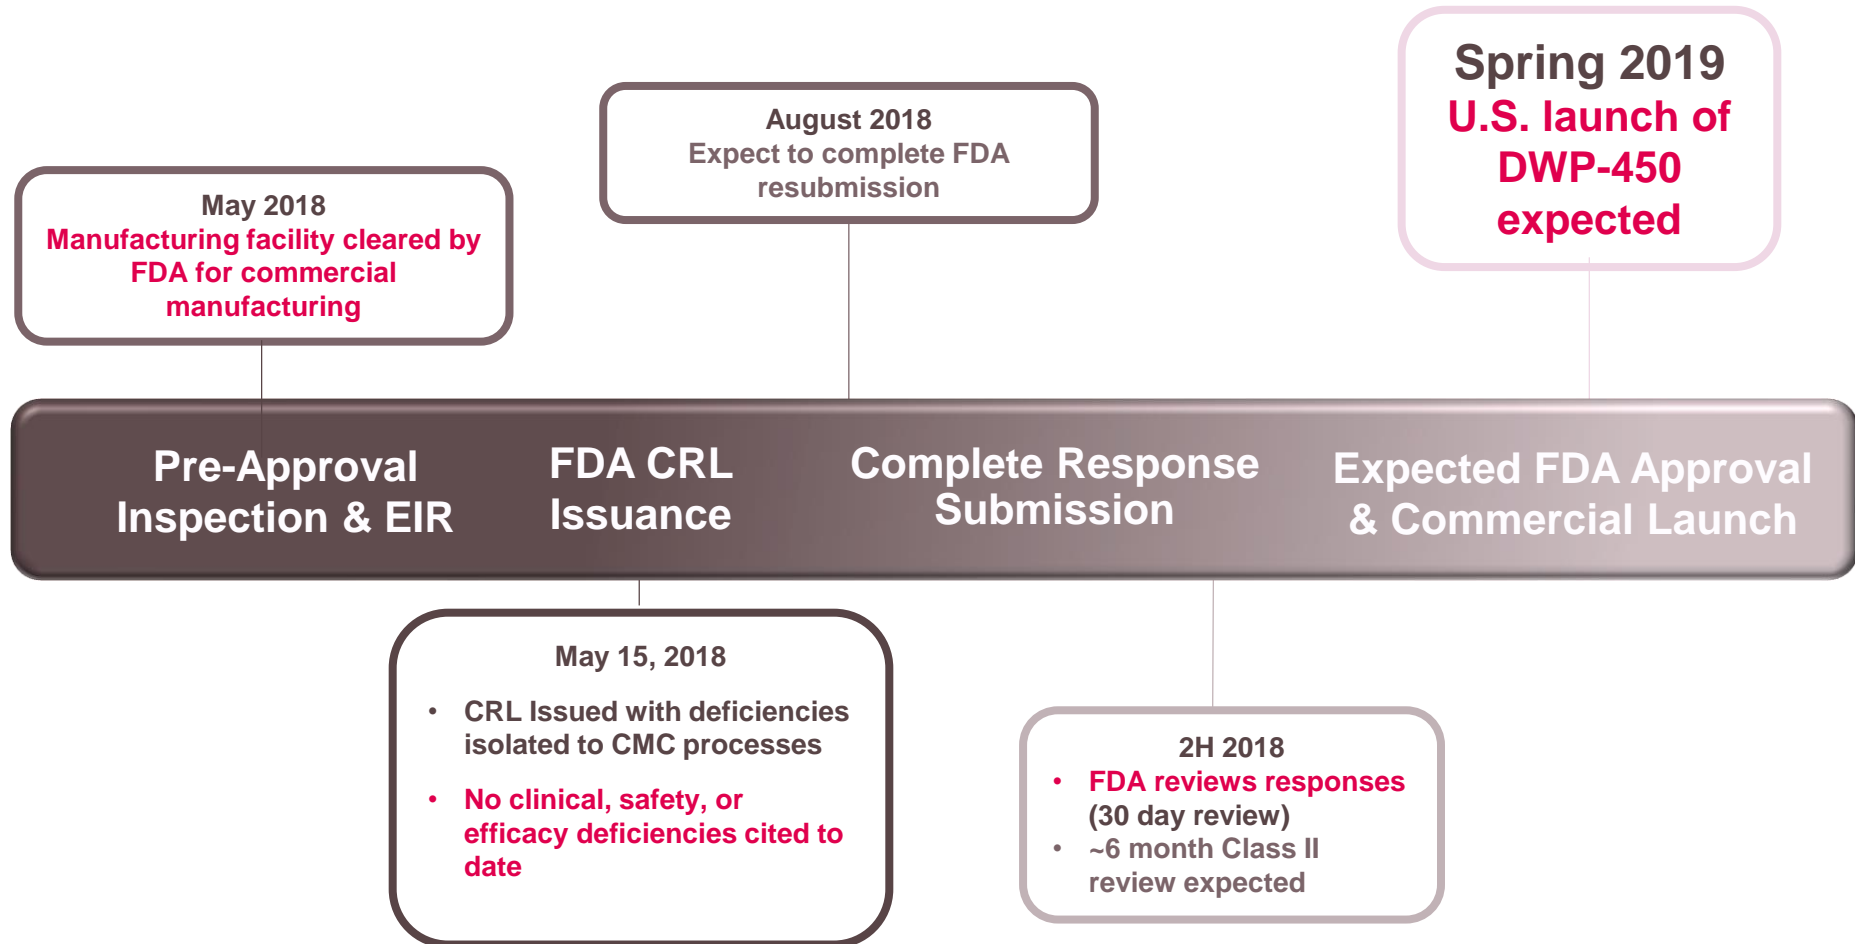 Spring 2019
U.S. launch of
DWP-450
expected
August 2018
Expect to complete FDA
resubmission
May 2018
Manufacturing facility cleared by
FDA for commercial
manufacturing
Pre-Approval
Inspection & EIR
FDA CRL
Issuance
Complete Response
Submission
Expected FDA Approval
& Commercial Launch
May 15, 2018
• CRL Issued with deficiencies
isolated to CMC processes
• No clinical, safety, or
efficacy deficiencies cited to
date
2H 2018
• FDA reviews responses
(30 day review)
• ~6 month Class II
review expected